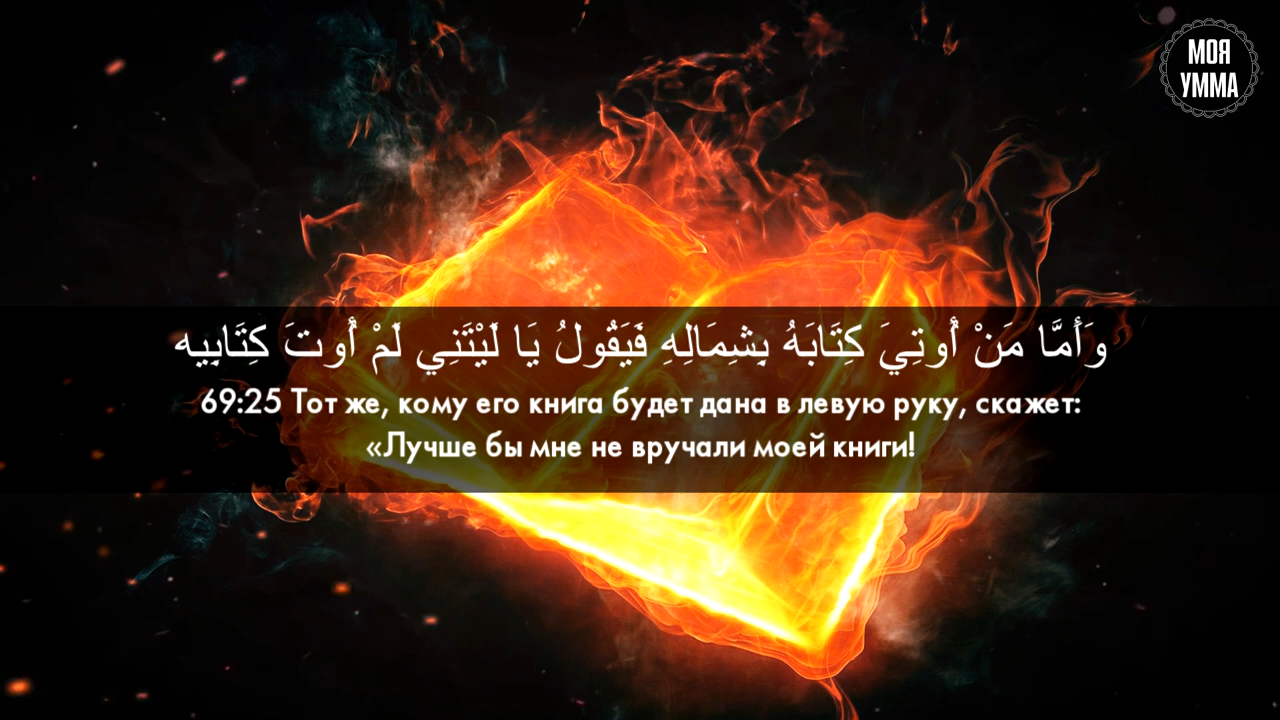 МОЯ
УММА
وَأَمَّا مَنْ أُوتِيَ كِتَابَهُ بِشِمَالِهِ فَيَقُولُ يَا لَيْتَنِي لَمْ أُوتَ كِتَابِيه
69:25 Тот же, кому его книга будет дана в левую руку, скажет:
«Лучше бы мне не вручали моей книги!